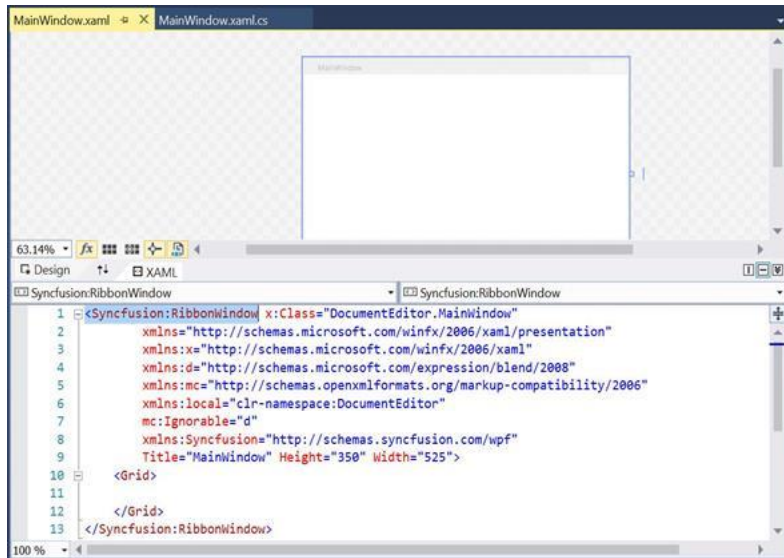 MainWindow.xaml
MainWindow.xaml.cs
MainWindow
63.14%
fx
Design
XAML
Syncfusion:RibbonWindow
Syncfusion:RibbonWindow
1 <Syncfusion:RibbonWindow x:Class="DocumentEditor.MainWindow"
2 xmlns="http://schemas.microsoft.com/winfx/2006/xaml/presentation"
3 xmlns:x="http://schemas.microsoft.com/winfx/2006/xaml"
4 xmlns:d="http://schemas.microsoft.com/expression/blend/2008"
5 xmlns:mc="http://schemas.openxmlformats.org/markup-compatibility/2006"
6 xmlns:local="clr-namespace:DocumentEditor"
7 mc:Ignorable="d"
8 xmlns:Syncfusion="http://schemas.syncfusion.com/wpf"
9 Title="MainWindow" Height="350" Width="525">
10 <Grid>
11
12 </Grid>
13 </Syncfusion:RibbonWindow>
100 %